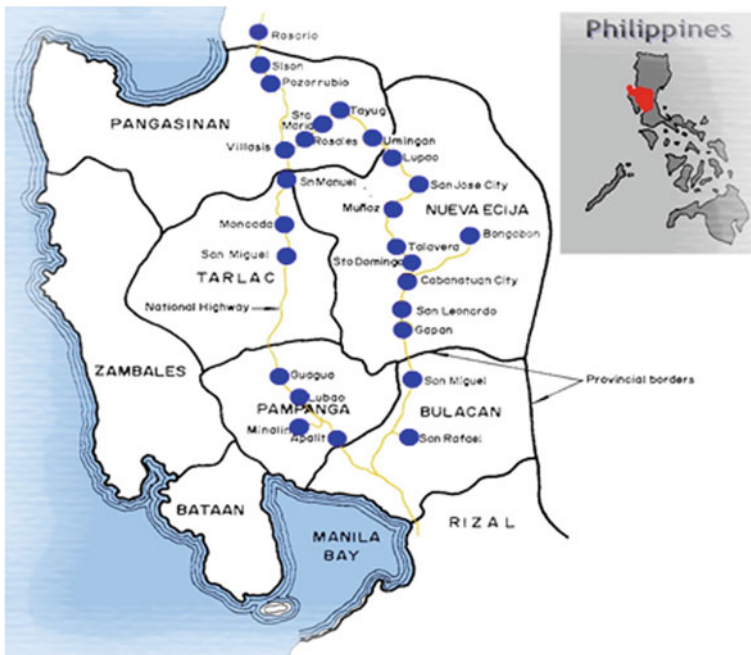 Philippines
Rosario
Sison
Pozorrubio
PANGASINAN
Sta
Maria
Tayug
Villasis
Rosales
Umingan
Lupao
Sn Manuel
San Jose City
Muñoz
NUEVA ECIJA
Moncada
Bongabon
Talavera
San Miguel
Sto Domingo
TARLAC
Cabanatuan City
National Highway
San Leonardo
Gapan
ZAMBALES
Provincial borders
Guagua
San Miguel
Lubao
PAMPANGA
BULACAN
Minalin
Apalit
San Rafael
BATAAN
RIZAL
MANILA
BAY